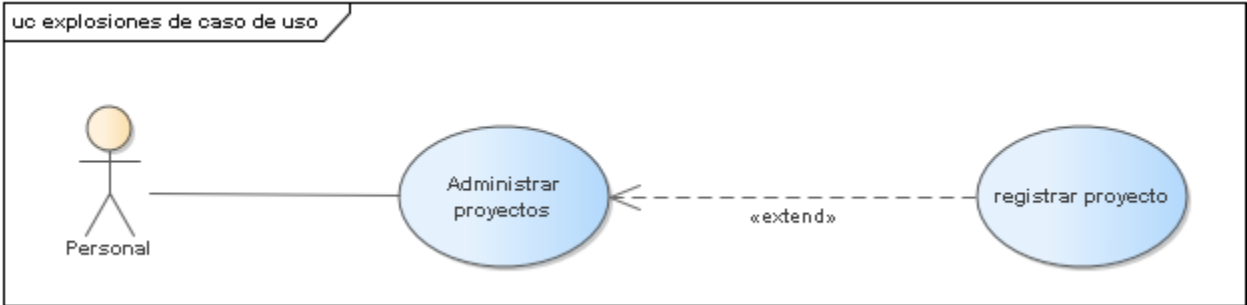 uc explosiones de caso de uso
Administrar
proyectos
registrar proyecto
«extend»
Personal